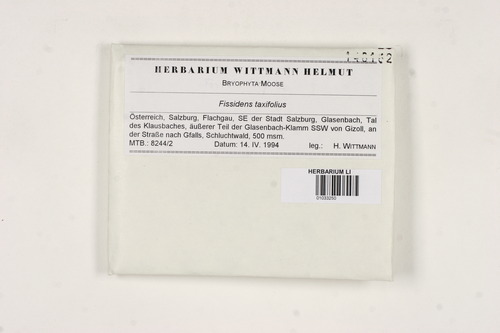 HERBARIUM WITTMANN HELMUT
BRYOPHYTA MOOSE
Fissidens taxifolius
Österreich, Salzburg, Flachgau, SE der Stadt Salzburg, Glasenbach, Tal
des Klausbaches, äußerer Teil der Glasenbach-Klamm SSW von Gizoll, an
der Straße nach Gfalls, Schluchtwald, 500 msm.
MTB.: 8244/2 Datum: 14. IV. 1994 leg.: H. WITTMANN
HERBARIUM LI
01033250